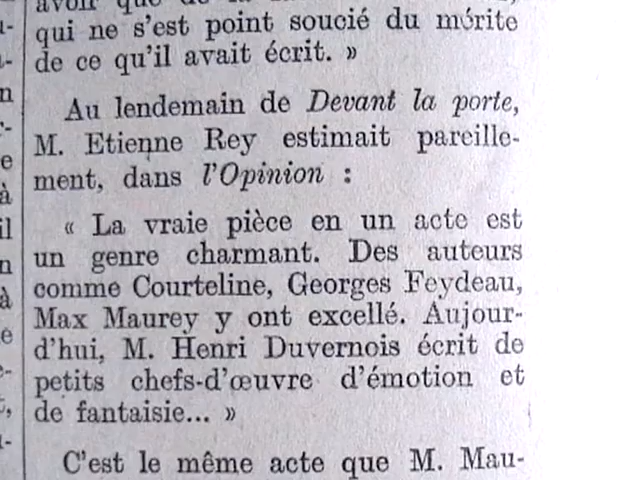 qui ne s'est point soucié du mérite
de ce qu'il avait écrit. »
Au lendemain de Devant la porte,
M. Etienne Rey estimait pareille-
ment, dans l'Opinion :
« La vraie pièce en un acte est
un genre charmant. Des auteurs
comme Courteline, Georges Feydeau,
Max Maurey y ont excellé. Aujour-
d'hui, M. Henri Duvernois écrit de
petits chefs-d'œuvre d'émotion et
de fantaisie... »
C'est le même acte que M. Mau-